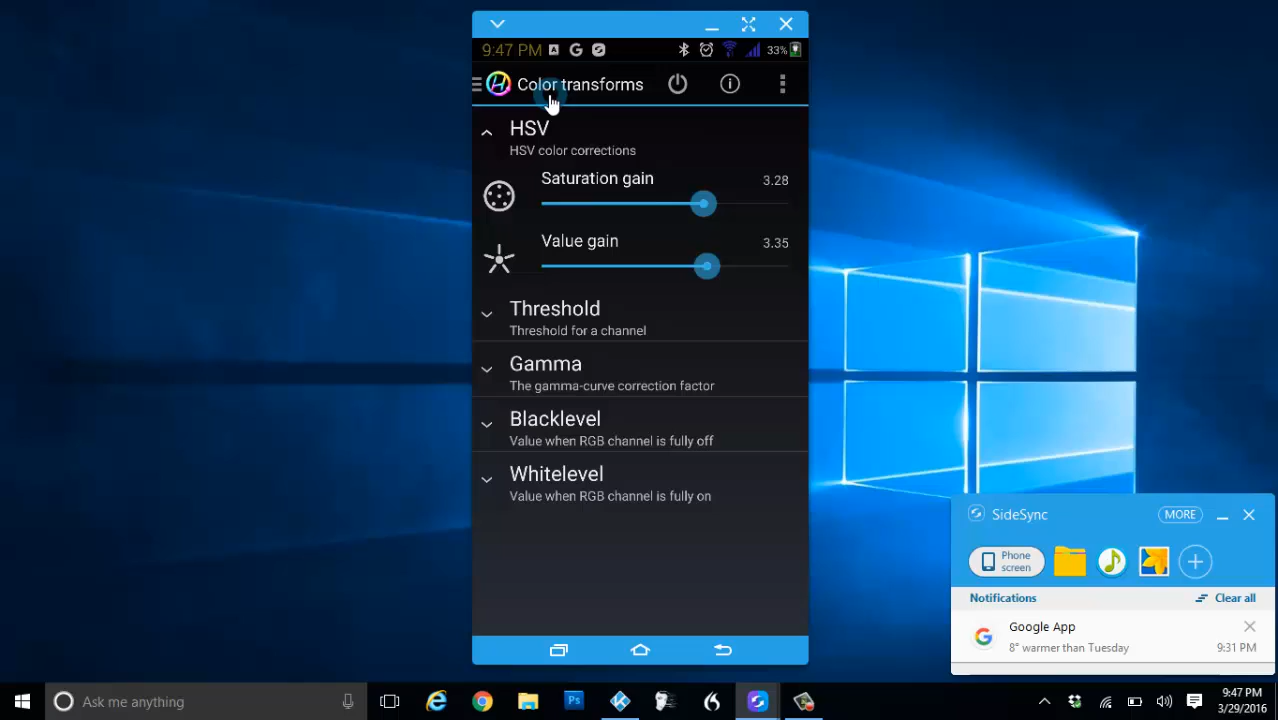 9:47 PM
33%
Color transforms
HSV
HSV color corrections
Saturation gain
3.28
Value gain
3.35
Threshold
Threshold for a channel
Gamma
The gamma-curve correction factor
Blacklevel
Value when RGB channel is fully off
Whitelevel
Value when RGB channel is fully on
SideSync
MORE
Phone
screen
Notifications
Clear all
Google App
8° warmer than Tuesday
9:31 PM
Ask me anything
Ps
9:47 PM
3/29/2016